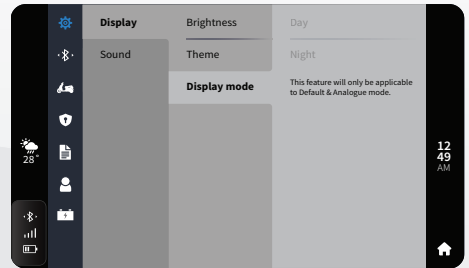 Display
Brightness
Day
Sound
Theme
Night
Display mode
This feature will only be applicable
to Default & Analogue mode.
28°
12
49
AM